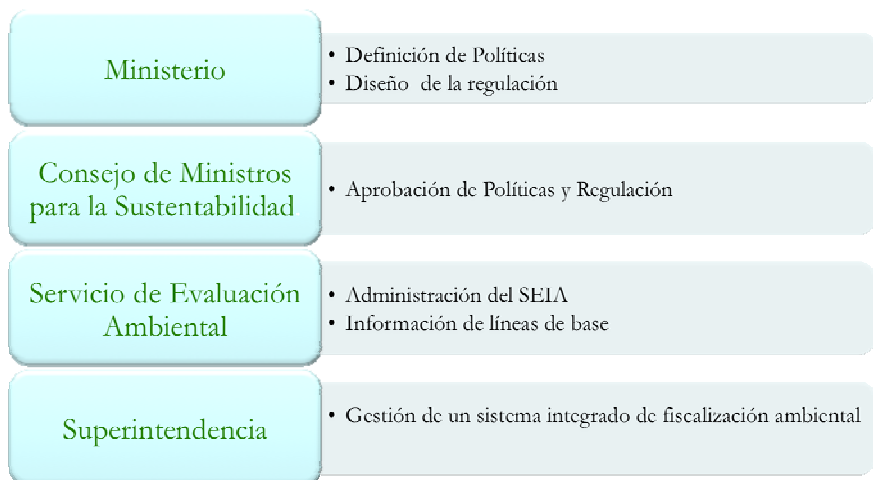 Ministerio
• Definición de Políticas
• Diseño de la regulación
Consejo de Ministros
para la Sustentabilidad
• Aprobación de Políticas y Regulación
Servicio de Evaluación
Ambiental
• Administración del SEIA
• Información de líneas de base
Superintendencia
• Gestión de un sistema integrado de fiscalización ambiental